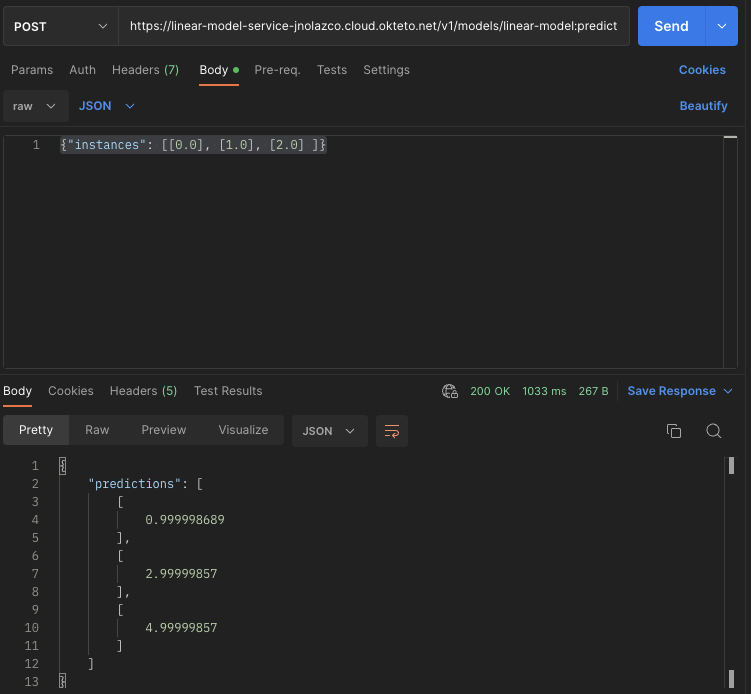 POST https://linear-model-service-jnolazco.cloud.okteto.net/v1/models/linear-model:predict Send
Params Auth Headers (7) Body Pre-req. Tests Settings Cookies
raw JSON Beautify
1 {"instances": [[0.0], [1.0], [2.0] ]}
Body Cookies Headers (5) Test Results 200 OK 1033 ms 267 B Save Response
Pretty Raw Preview Visualize JSON
1 {
2 "predictions": [
3 [
4 0.999998689
5 ],
6 [
7 2.99999857
8 ],
9 [
10 4.99999857
11 ]
12 ]
13 }